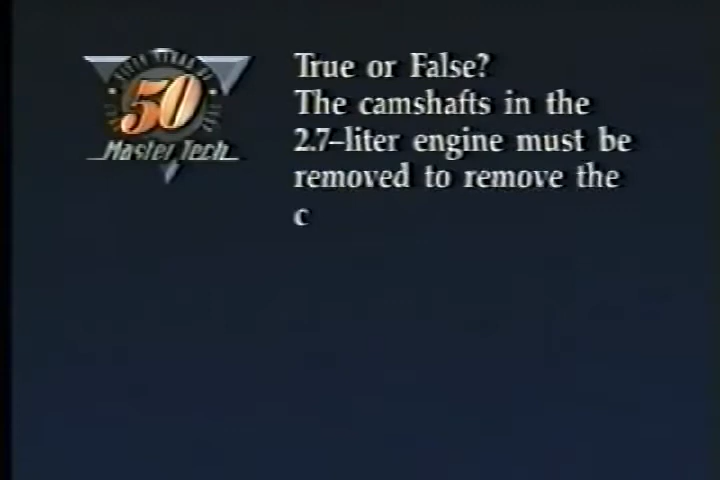 50
Master Tech
True or False?
The camshafts in the
2.7–liter engine must be
removed to remove the
c